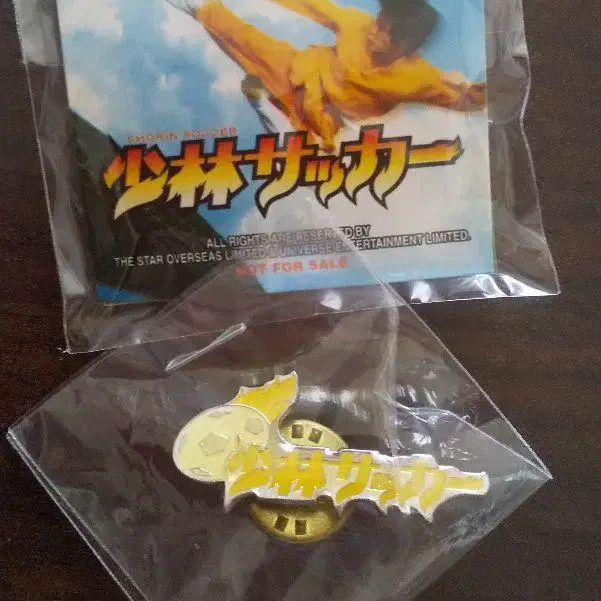 SHORIN SOCCER
少林サッカー
ALL RIGHTS ARE RESERVED BY
THE STAR OVERSEAS LIMITED & UNIVERSE ENTERTAINMENT LIMITED.
NOT FOR SALE
少林サッカー